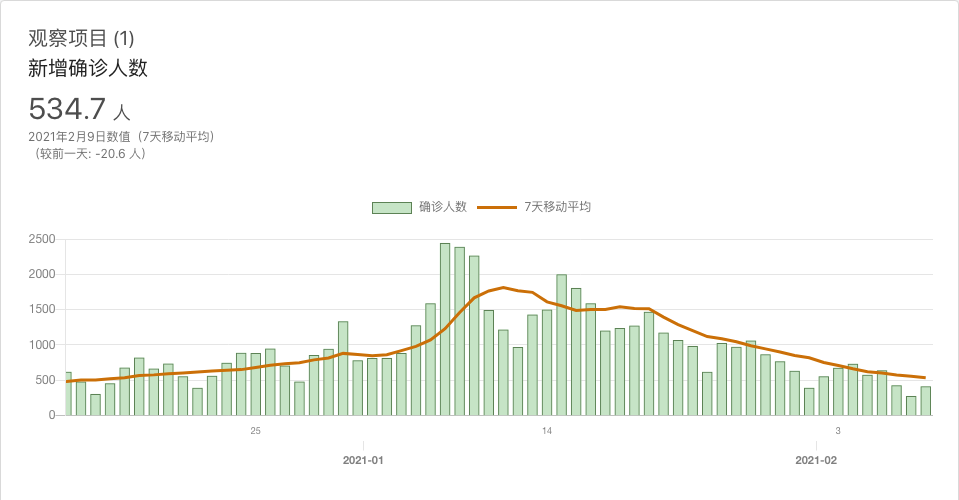 观察项目 (1)
新增确诊人数
534.7 人
2021年2月9日数值（7天移动平均）
（较前一天: -20.6 人）
确诊人数 7天移动平均
2500
2000
1500
1000
500
0
25 14 3
2021-01 2021-02